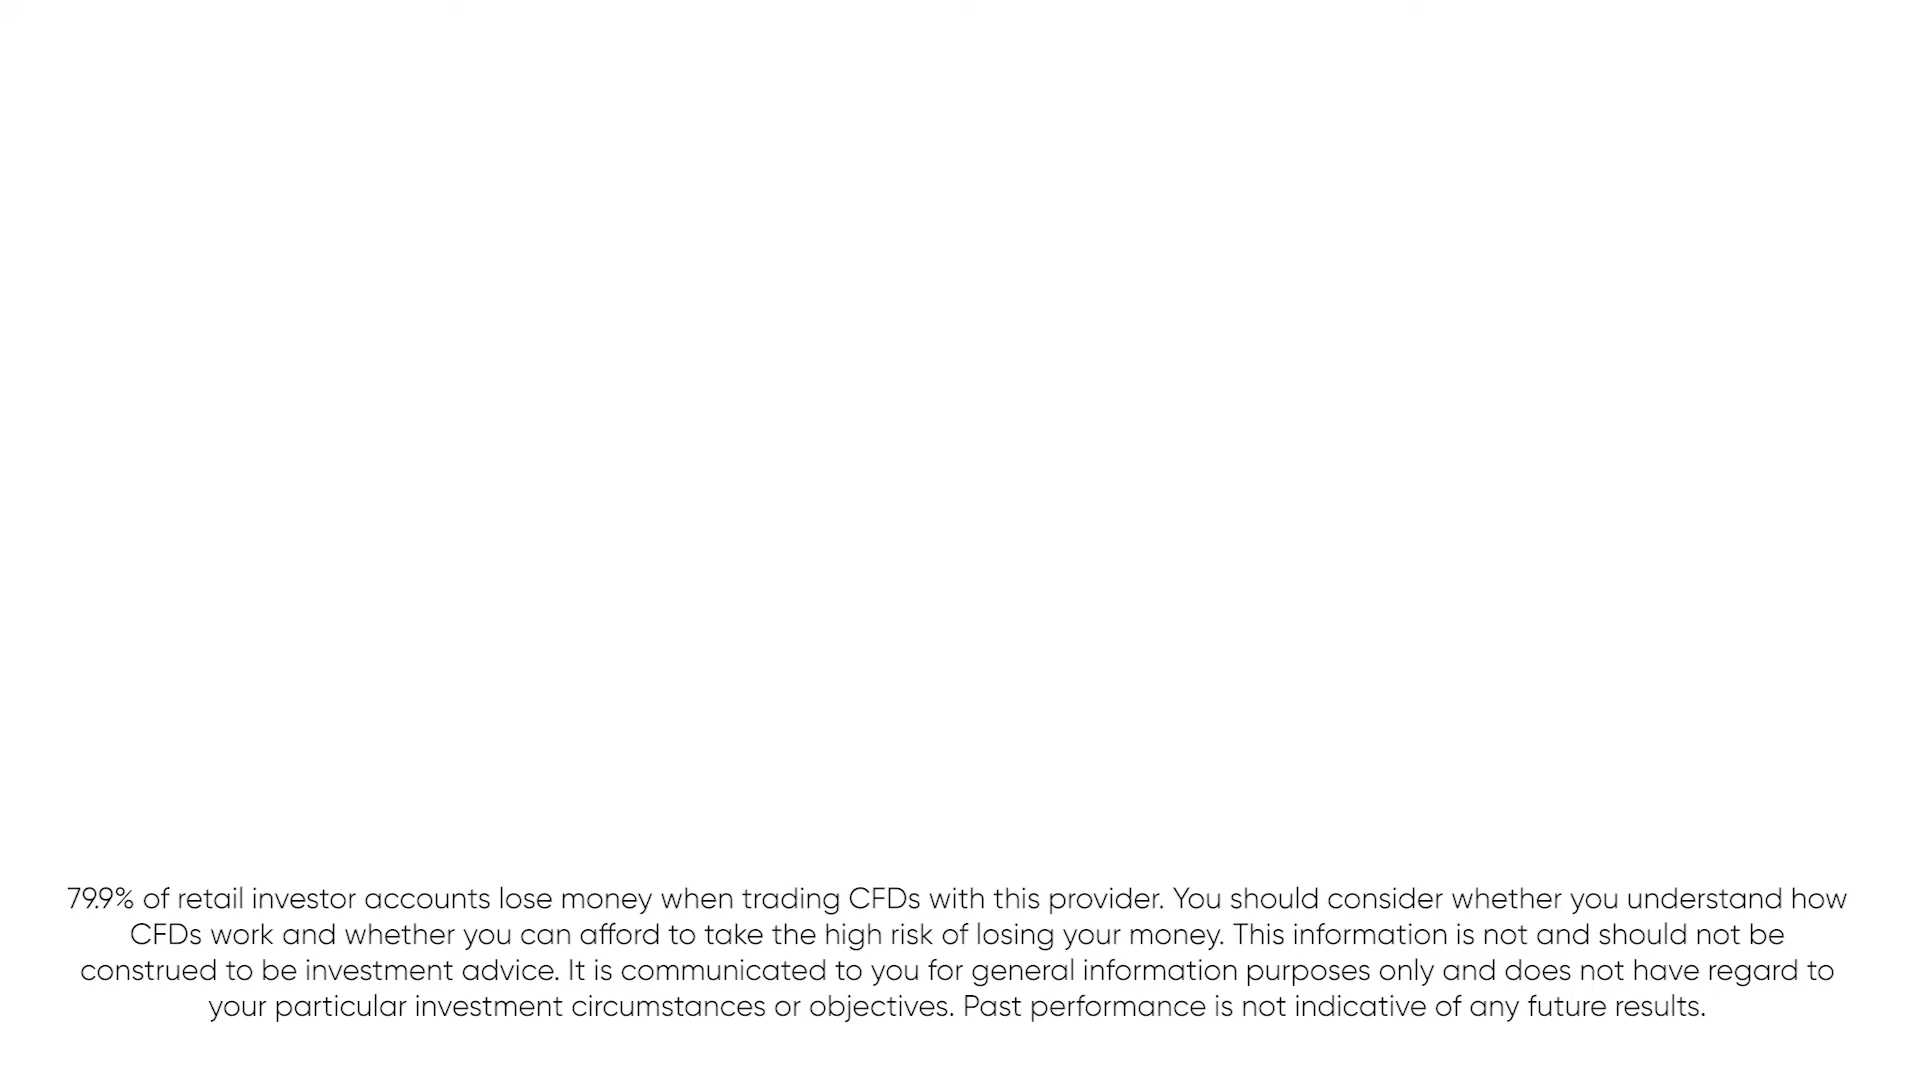 79.9% of retail investor accounts lose money when trading CFDs with this provider. You should consider whether you understand how
CFDs work and whether you can afford to take the high risk of losing your money. This information is not and should not be
construed to be investment advice. It is communicated to you for general information purposes only and does not have regard to
your particular investment circumstances or objectives. Past performance is not indicative of any future results.